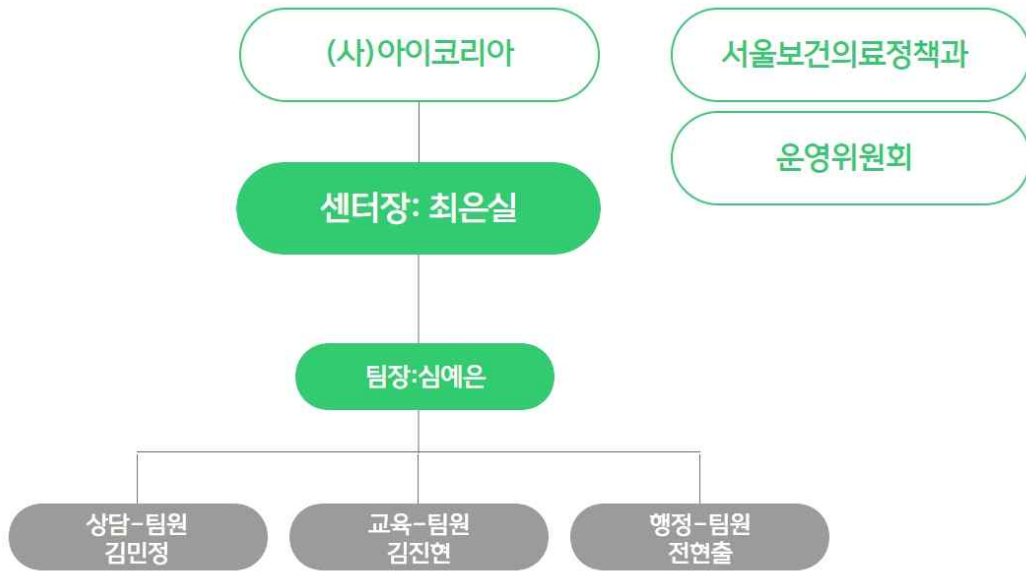 (사)아이코리아
서울보건의료정책과
운영위원회
센터장: 최은실
팀장:심예은
상담-팀원
김민정
교육-팀원
김진현
행정-팀원
전현출